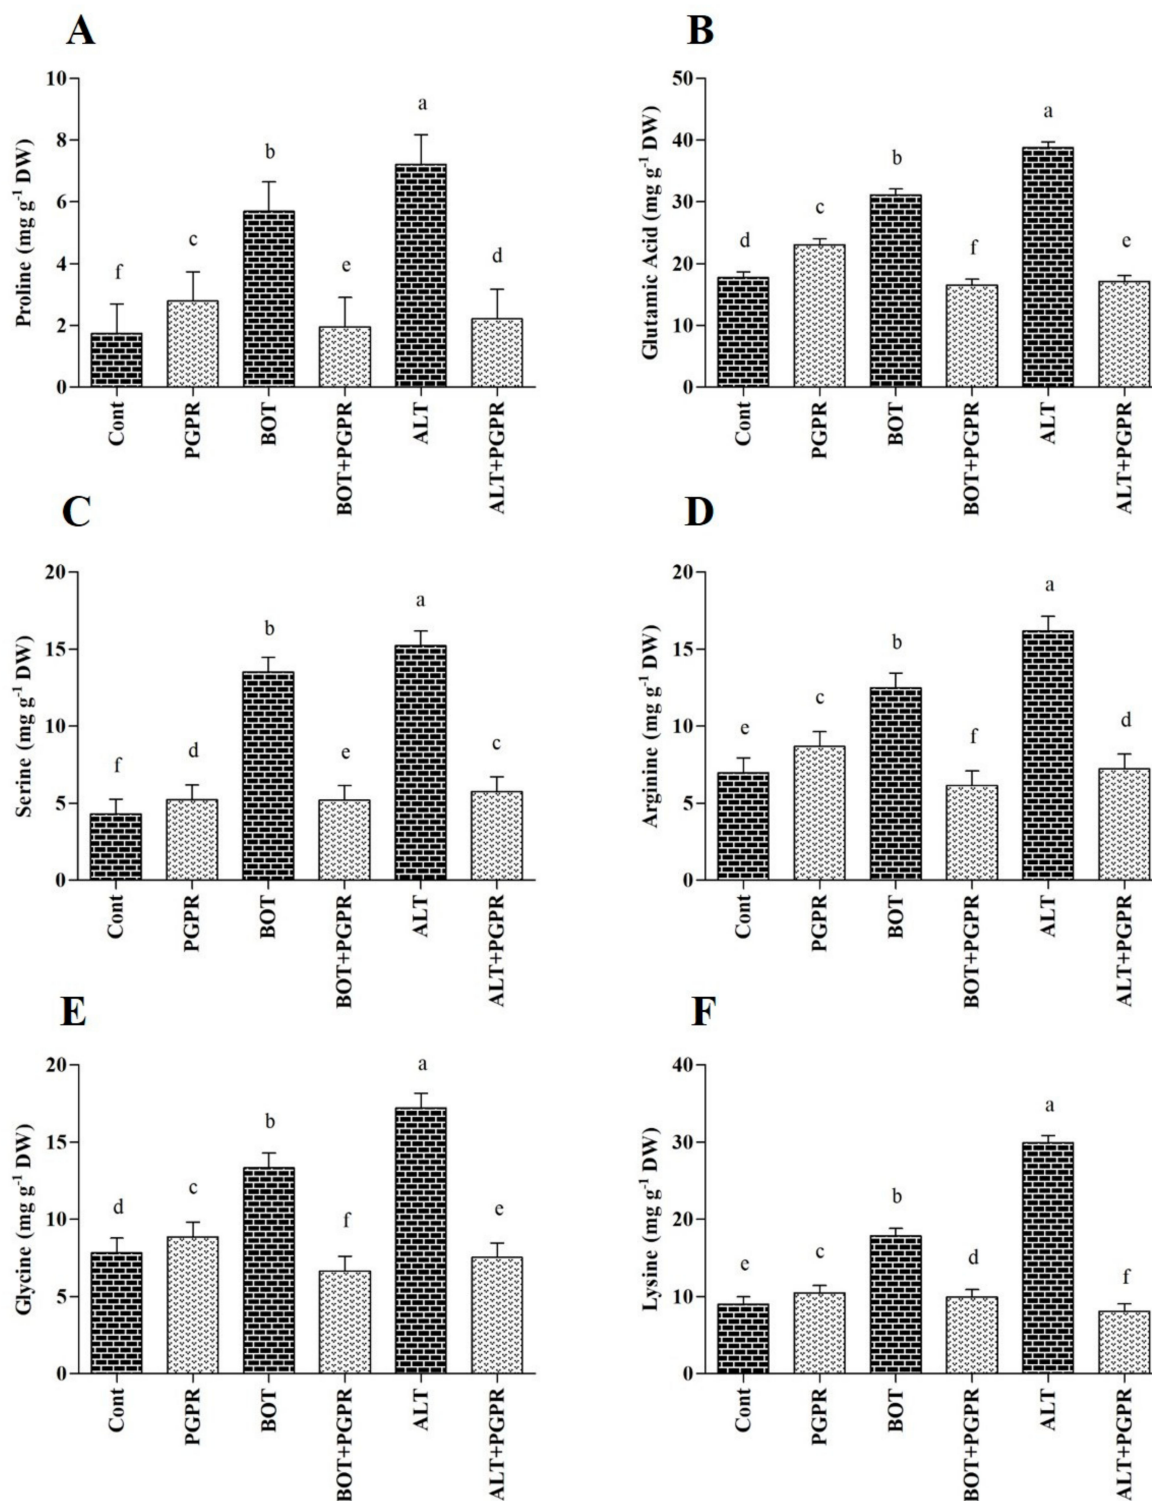 A
Proline (mg g-1 DW)
10
8
6
4
2
0
f
c
b
e
a
d
Cont
PGPR
BOT
BOT+PGPR
ALT
ALT+PGPR
B
Glutamic Acid (mg g-1 DW)
50
40
30
20
10
0
d
c
b
f
a
e
Cont
PGPR
BOT
BOT+PGPR
ALT
ALT+PGPR
C
Serine (mg g-1 DW)
20
15
10
5
0
f
d
b
e
a
c
Cont
PGPR
BOT
BOT+PGPR
ALT
ALT+PGPR
D
Arginine (mg g-1 DW)
20
15
10
5
0
e
c
b
f
a
d
Cont
PGPR
BOT
BOT+PGPR
ALT
ALT+PGPR
E
Glycine (mg g-1 DW)
20
15
10
5
0
d
c
b
f
a
e
Cont
PGPR
BOT
BOT+PGPR
ALT
ALT+PGPR
F
Lysine (mg g-1 DW)
40
30
20
10
0
e
c
b
d
a
f
Cont
PGPR
BOT
BOT+PGPR
ALT
ALT+PGPR